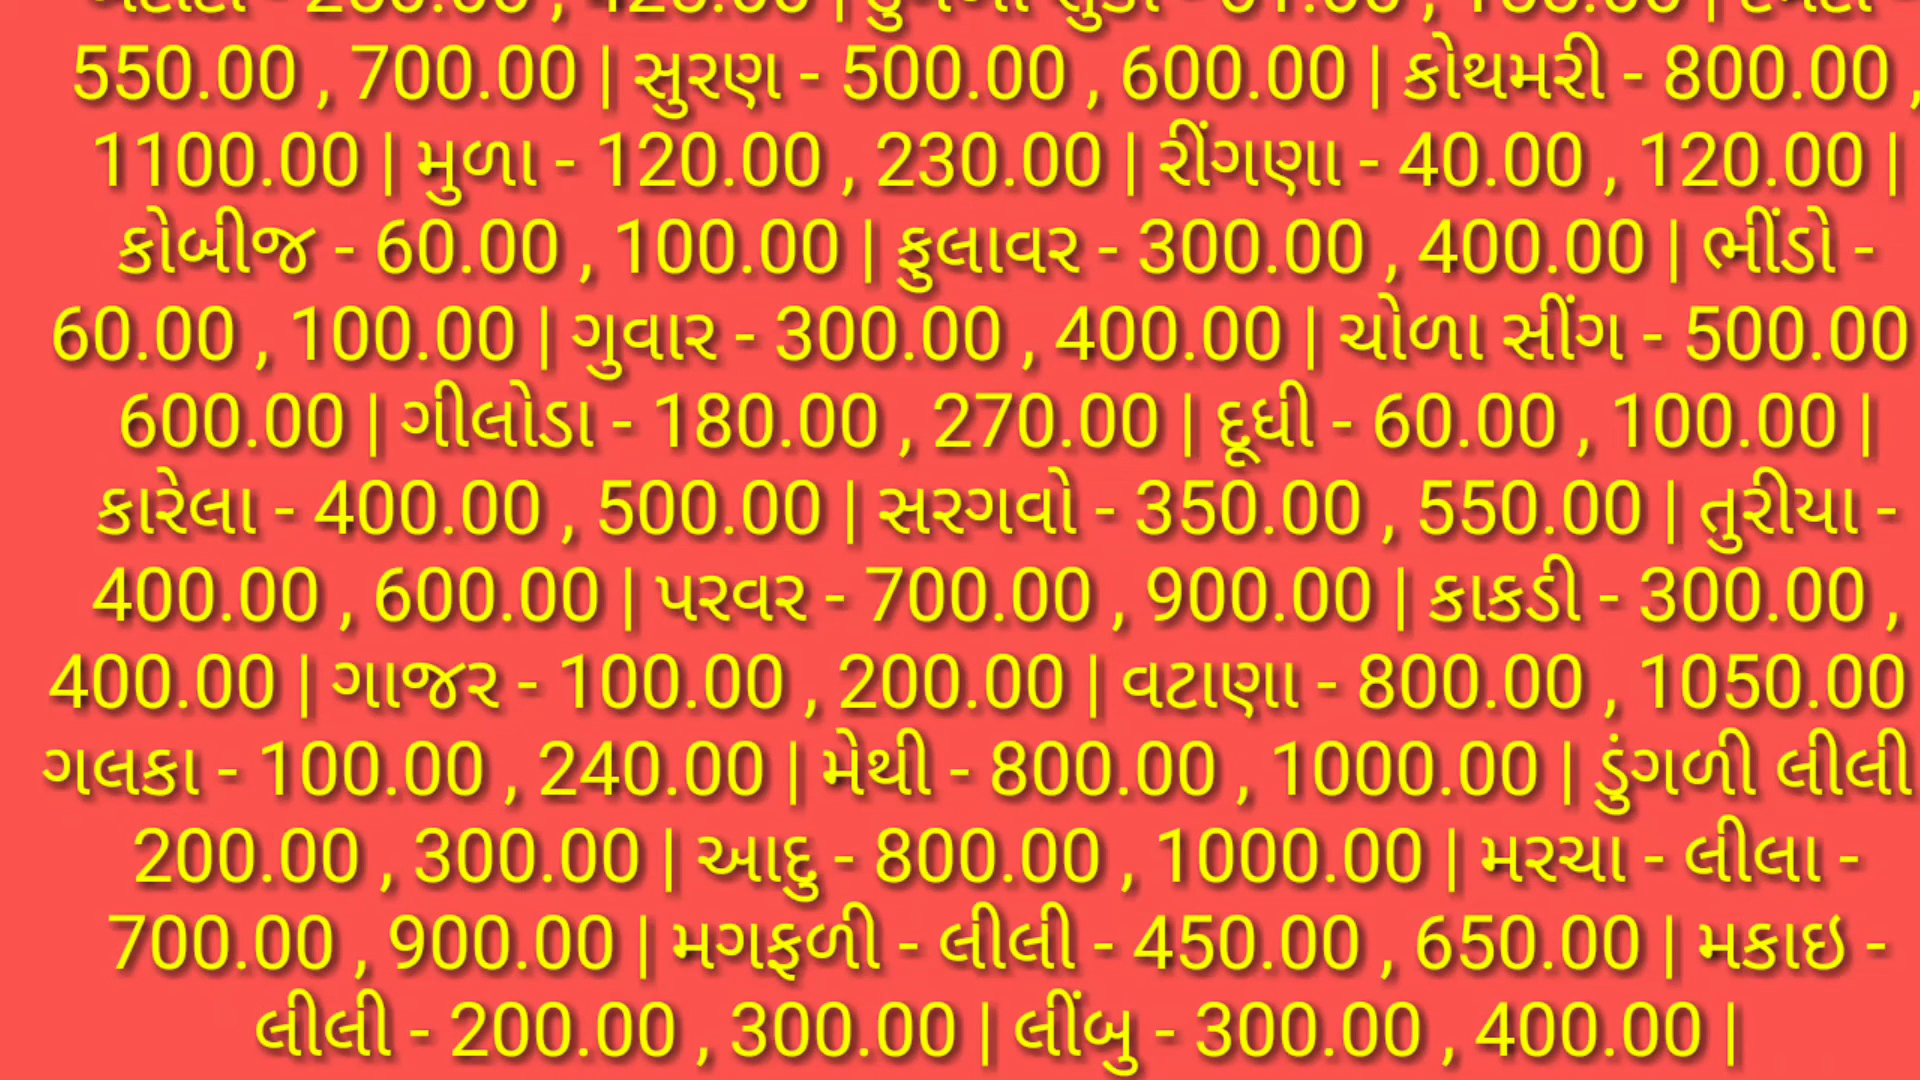 550.00 , 700.00 | સુરણ - 500.00 , 600.00 | કોથમરી - 800.00 ,
1100.00 | મુળા - 120.00 , 230.00 | રીંગણા - 40.00 , 120.00 |
કોબીજ - 60.00 , 100.00 | ફુલાવર - 300.00 , 400.00 | ભીંડો -
60.00 , 100.00 | ગુવાર - 300.00 , 400.00 | ચોળા સીંગ - 500.00
600.00 | ગીલોડા - 180.00 , 270.00 | દૂધી - 60.00 , 100.00 |
કારેલા - 400.00 , 500.00 | સરગવો - 350.00 , 550.00 | તુરીયા -
400.00 , 600.00 | પરવર - 700.00 , 900.00 | કાકડી - 300.00 ,
400.00 | ગાજર - 100.00 , 200.00 | વટાણા - 800.00 , 1050.00
ગલકા - 100.00 , 240.00 | મેથી - 800.00 , 1000.00 | ડુંગળી લીલી
200.00 , 300.00 | આદુ - 800.00 , 1000.00 | મરચા - લીલા -
700.00 , 900.00 | મગફળી - લીલી - 450.00 , 650.00 | મકાઇ -
લીલી - 200.00 , 300.00 | લીંબુ - 300.00 , 400.00 |